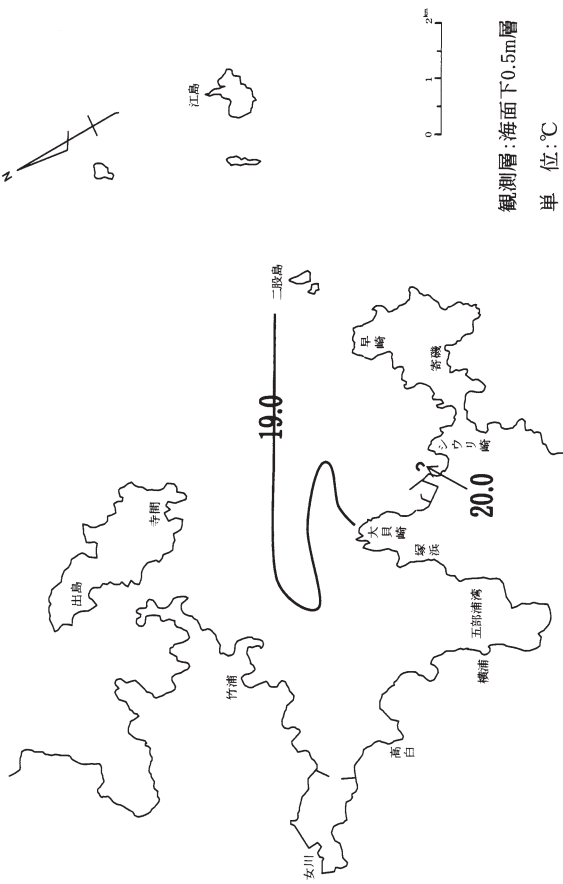 N
江島
0 1 2km
観測層:海面下0.5m層
単 位:℃
二股島
早崎
寄磯
19.0
シウリ崎
20.0
大貝崎
塚浜
寺間
出島
五部浦湾
横浦
竹浦
高白
女川